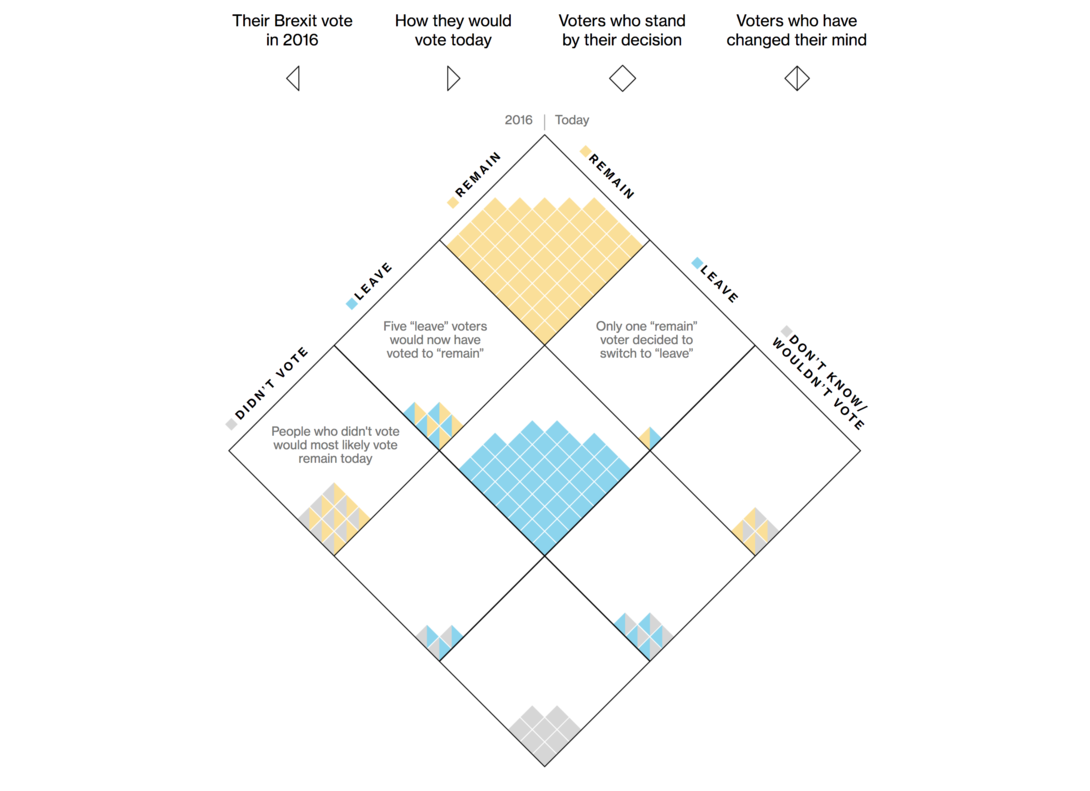 Their Brexit vote
in 2016
How they would
vote today
Voters who stand
by their decision
Voters who have
changed their mind
2016 | Today
REMAIN
REMAIN
LEAVE
LEAVE
DIDN'T VOTE
DON'T KNOW/
WOULDN'T VOTE
Five “leave” voters
would now have
voted to “remain”
Only one “remain”
voter decided to
switch to “leave”
People who didn't vote
would most likely vote
remain today